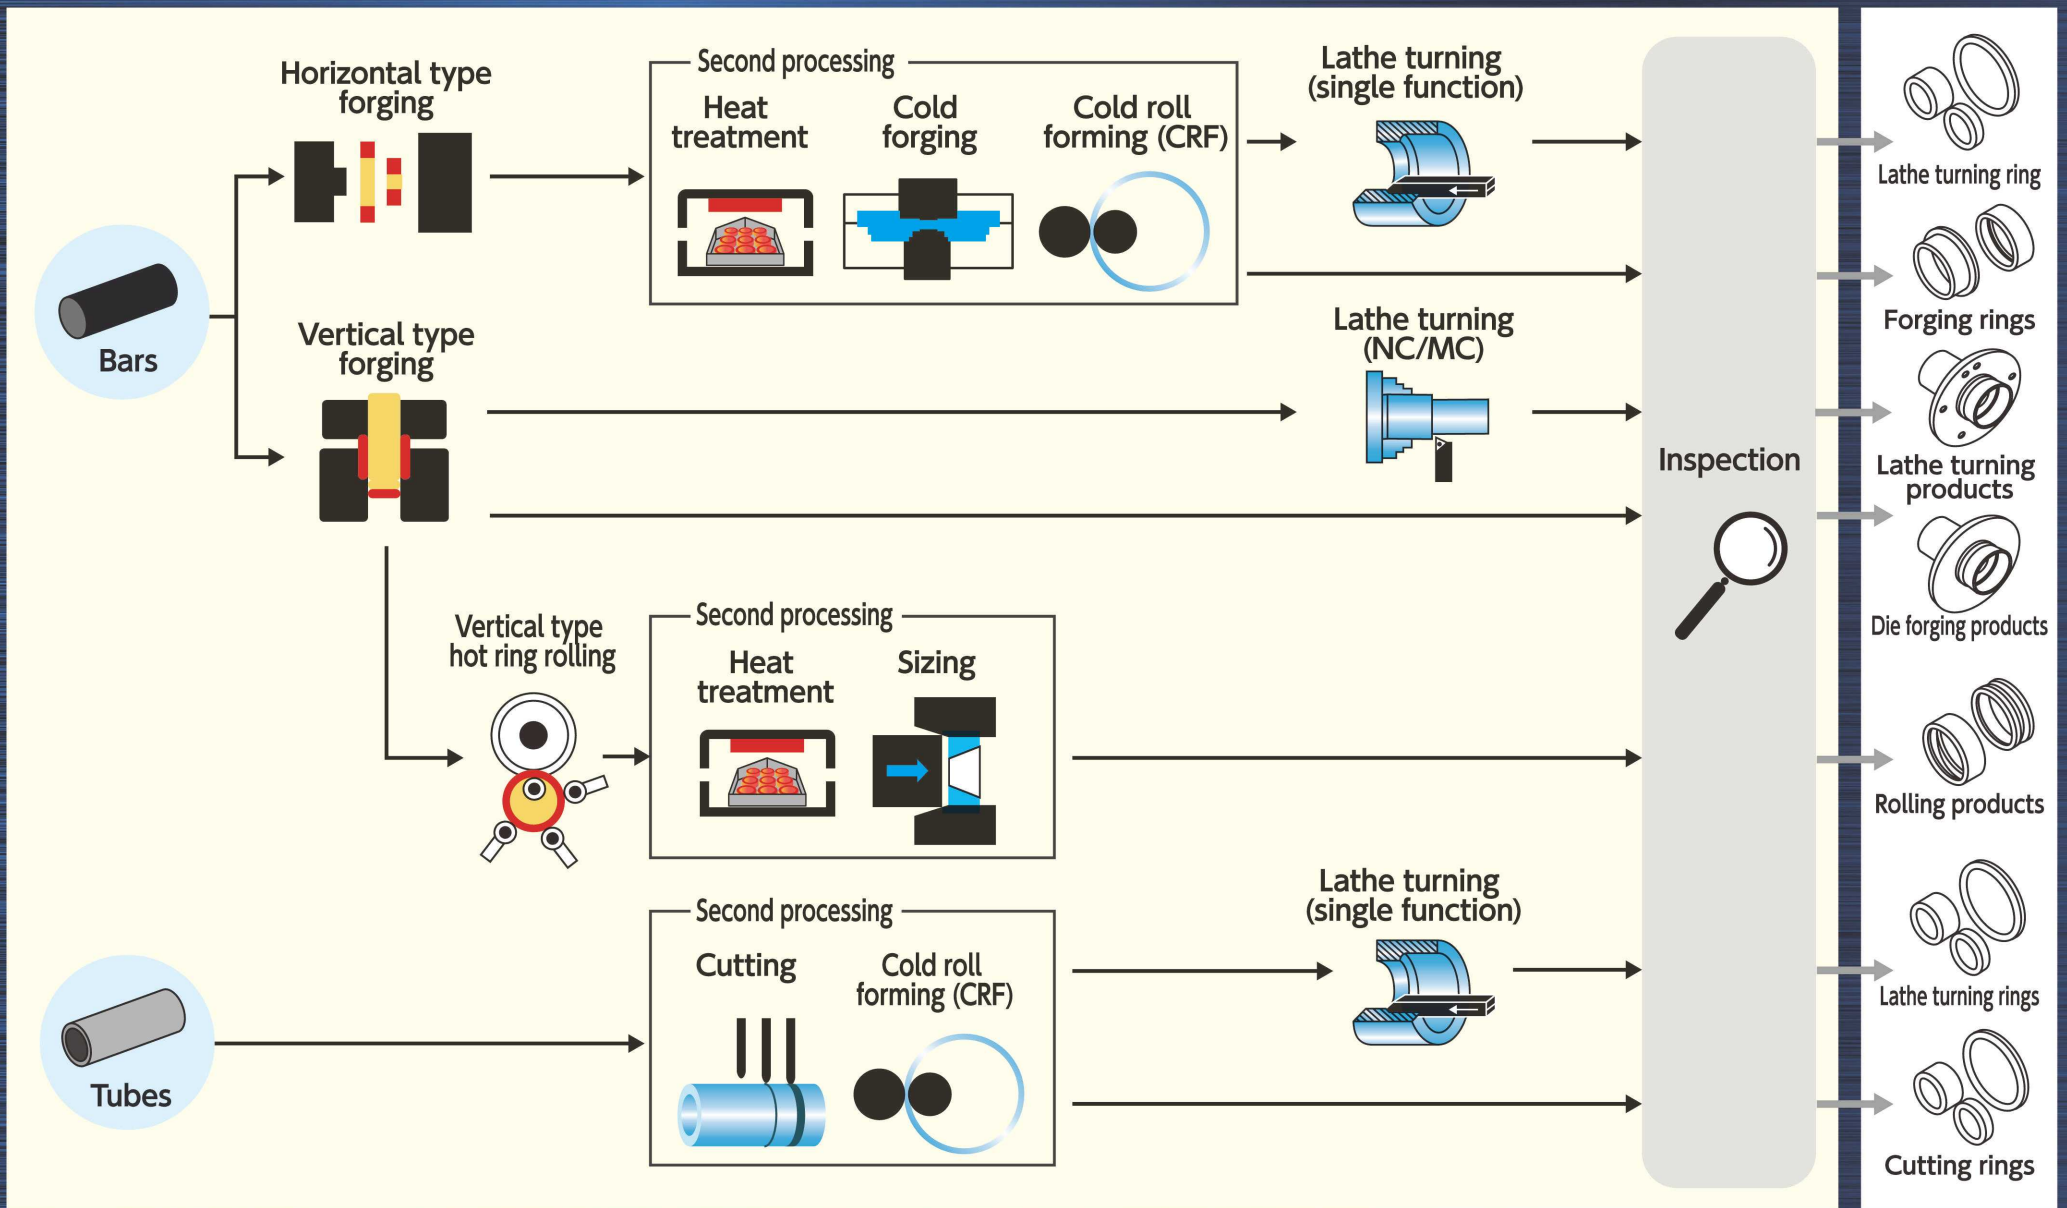 Horizontal type
forging
Second processing
Heat
treatment
Cold
forging
Cold roll
forming (CRF)
Lathe turning
(single function)
Lathe turning ring
Forging rings
Bars
Vertical type
forging
Lathe turning
(NC/MC)
Inspection
Lathe turning
products
Die forging products
Vertical type
hot ring rolling
Second processing
Heat
treatment
Sizing
Rolling products
Tubes
Second processing
Cutting
Cold roll
forming (CRF)
Lathe turning
(single function)
Lathe turning rings
Cutting rings